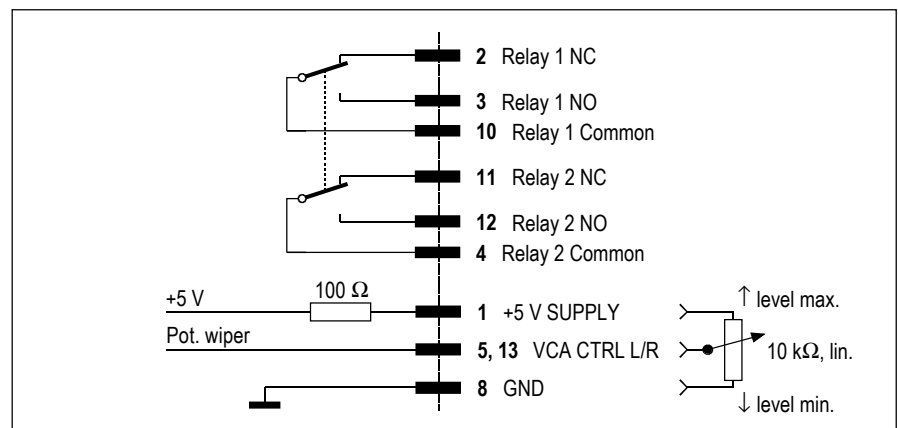 2 Relay 1 NC
3 Relay 1 NO
10 Relay 1 Common
11 Relay 2 NC
12 Relay 2 NO
4 Relay 2 Common
+5 V 100 Ω 1 +5 V SUPPLY ↑ level max.
Pot. wiper 5, 13 VCA CTRL L/R 10 kΩ, lin.
8 GND ↓ level min.